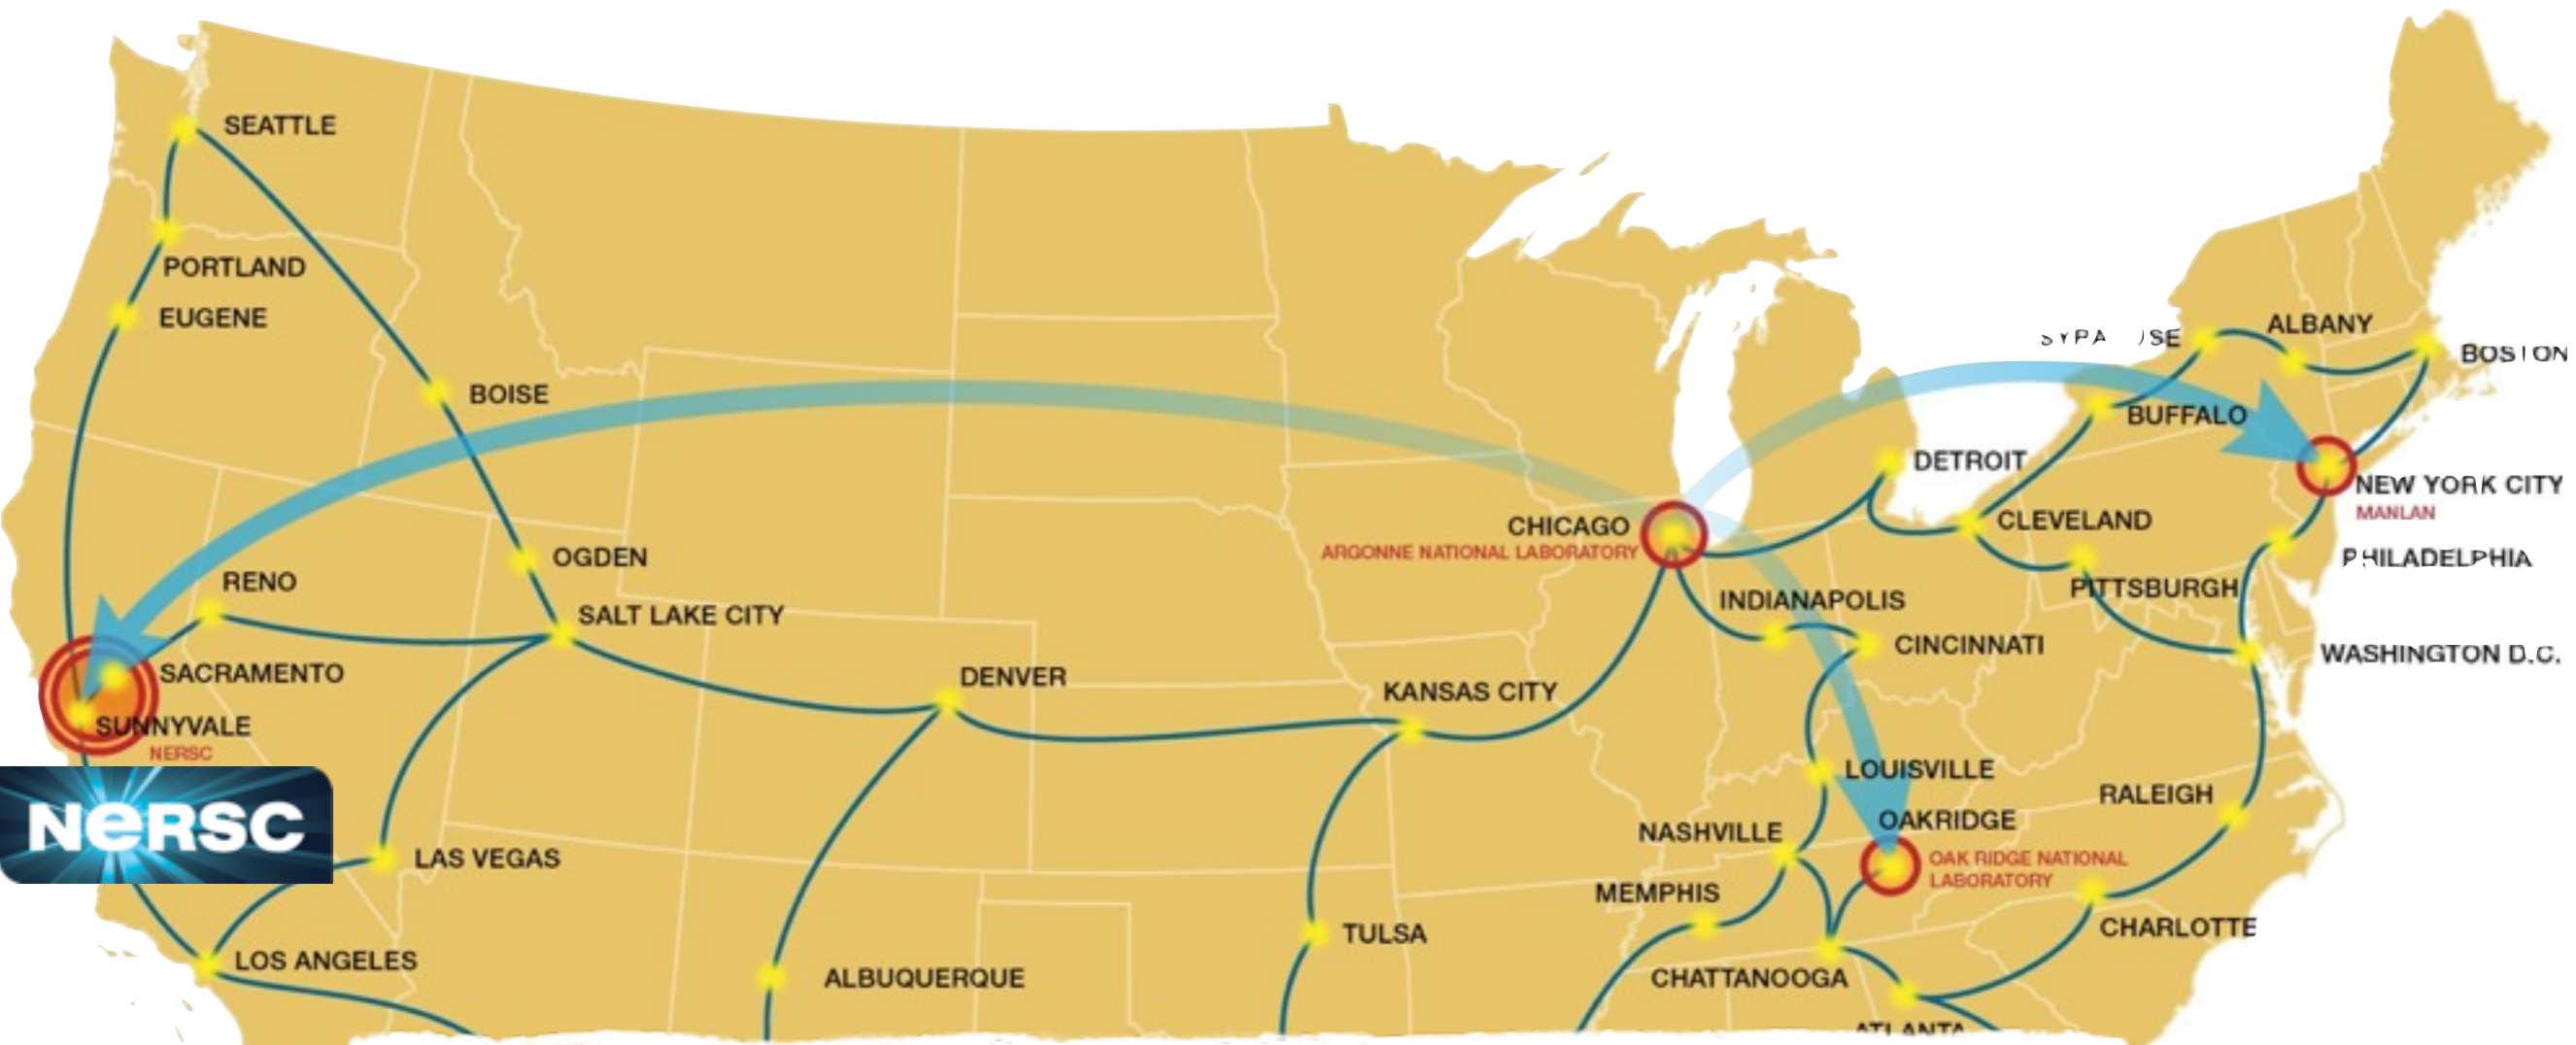 SEATTLE
PORTLAND
EUGENE
BOISE
OGDEN
RENO
SALT LAKE CITY
SACRAMENTO
SUNNYVALE
NERSC
NERSC
LAS VEGAS
LOS ANGELES
DENVER
ALBUQUERQUE
KANSAS CITY
TULSA
CHICAGO
ARGONNE NATIONAL LABORATORY
INDIANAPOLIS
CINCINNATI
LOUISVILLE
NASHVILLE
MEMPHIS
CHATTANOOGA
OAKRIDGE
OAK RIDGE NATIONAL
LABORATORY
ATLANTA
CHARLOTTE
RALEIGH
DETROIT
CLEVELAND
PITTSBURGH
BUFFALO
ALBANY
BOSTON
NEW YORK CITY
MANLAN
PHILADELPHIA
WASHINGTON D.C.